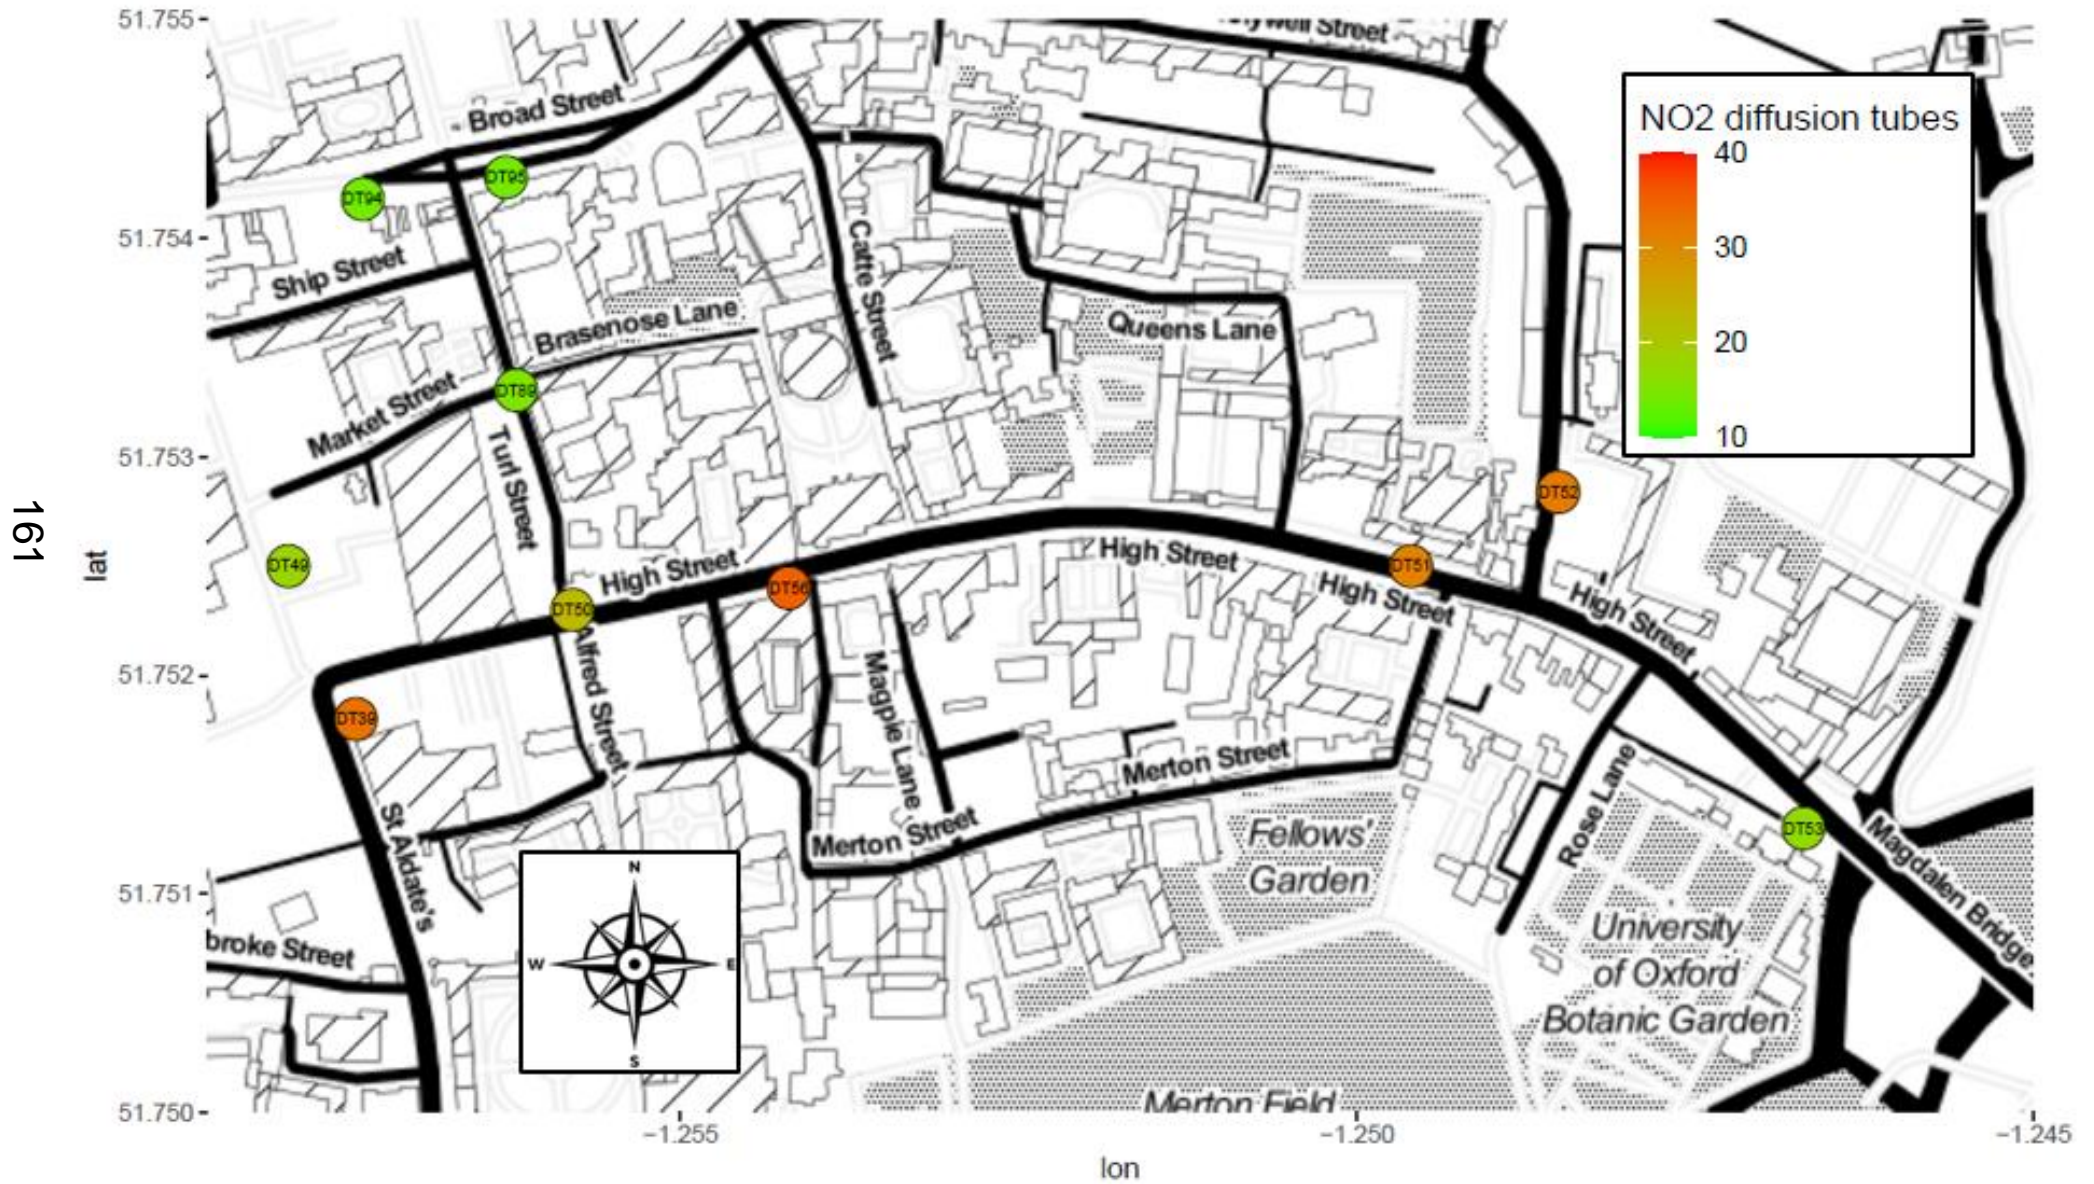 51.755
51.754
51.753
51.752
51.751
51.750
161
lat
Street
Broad Street
DT95
DT94
Ship Street
Catte Street
Brasenose Lane
Queens Lane
Market Street
DT89
Turl Street
DT49
DT50
High Street
DT56
High Street
DT51
High Street
DT52
High Street
DT39
Alfred Street
Magpie Lane
Merton Street
Merton Street
St Aldate's
Rose Lane
DT53
Magdalen Bridge
Fellows'
Garden
University
of Oxford
Botanic Garden
broke Street
Merton Field
N
W
E
S
NO2 diffusion tubes
40
30
20
10
−1.255
−1.250
−1.245
lon